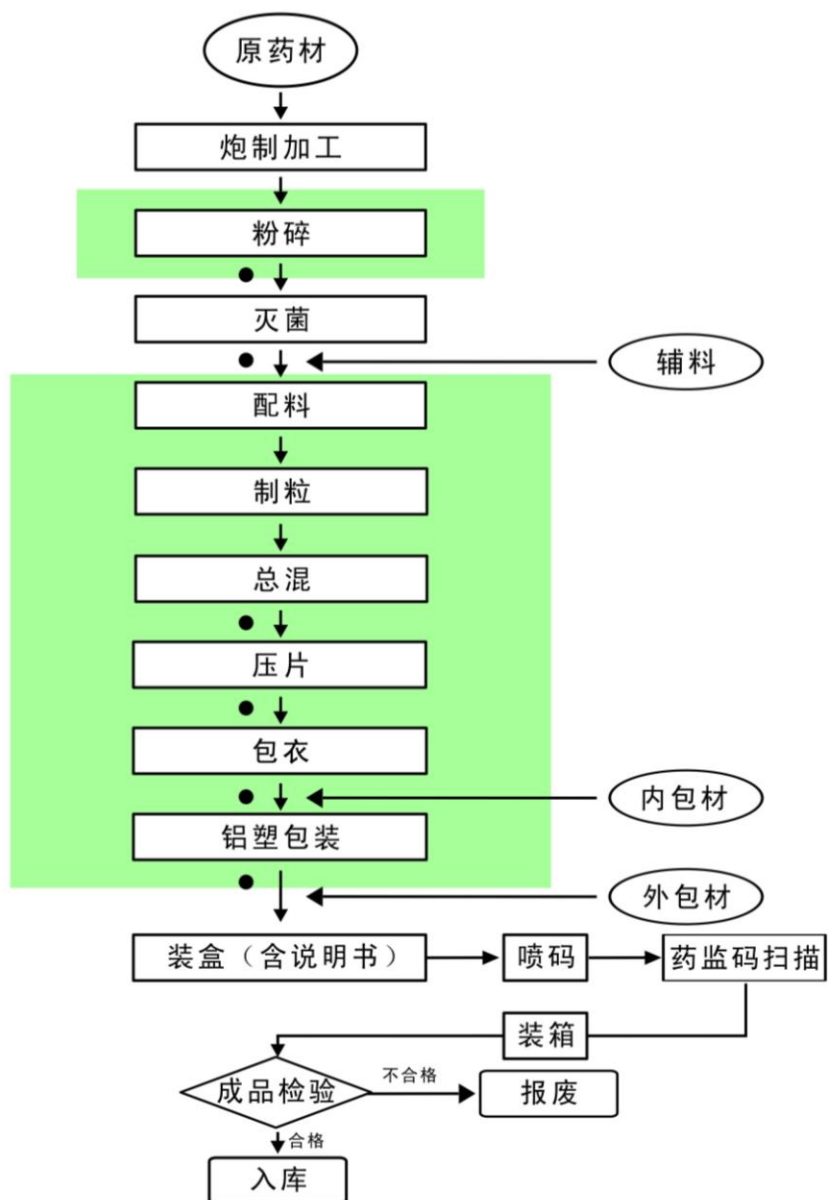 原药材
炮制加工
粉碎
灭菌
辅料
配料
制粒
总混
压片
包衣
内包材
铝塑包装
外包材
装盒（含说明书）
喷码
药监码扫描
装箱
成品检验
不合格
报废
合格
入库